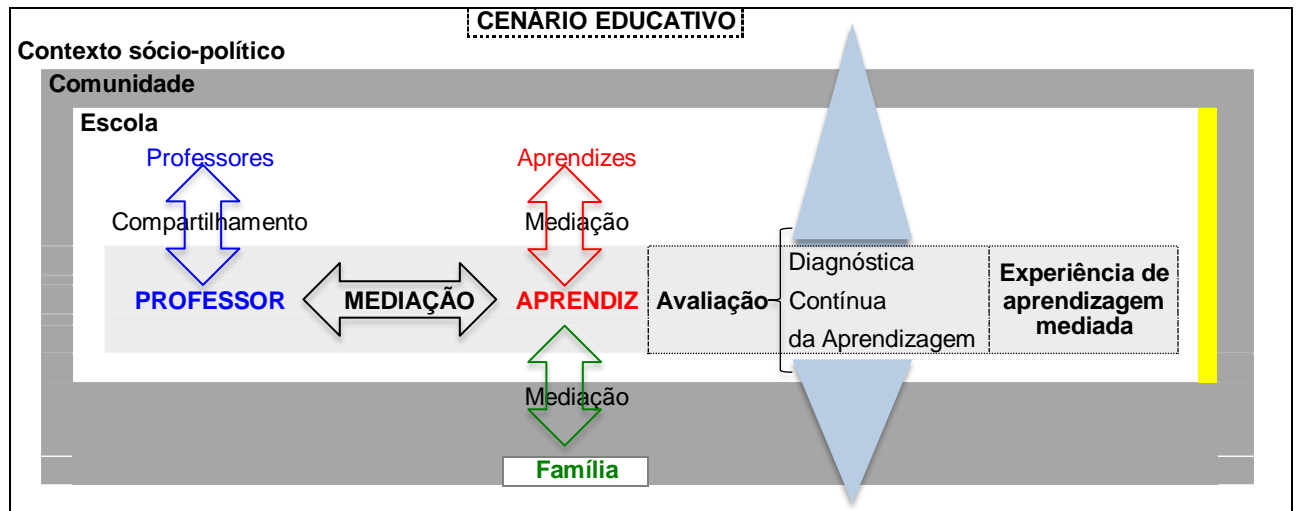 CENÁRIO EDUCATIVO
Contexto sócio-político
Comunidade
Escola
Professores
Aprendizes
Compartilhamento
Mediação
PROFESSOR
MEDIAÇÃO
APRENDIZ
Avaliação
Diagnóstica
Contínua
da Aprendizagem
Experiência de
aprendizagem
mediada
Mediação
Família